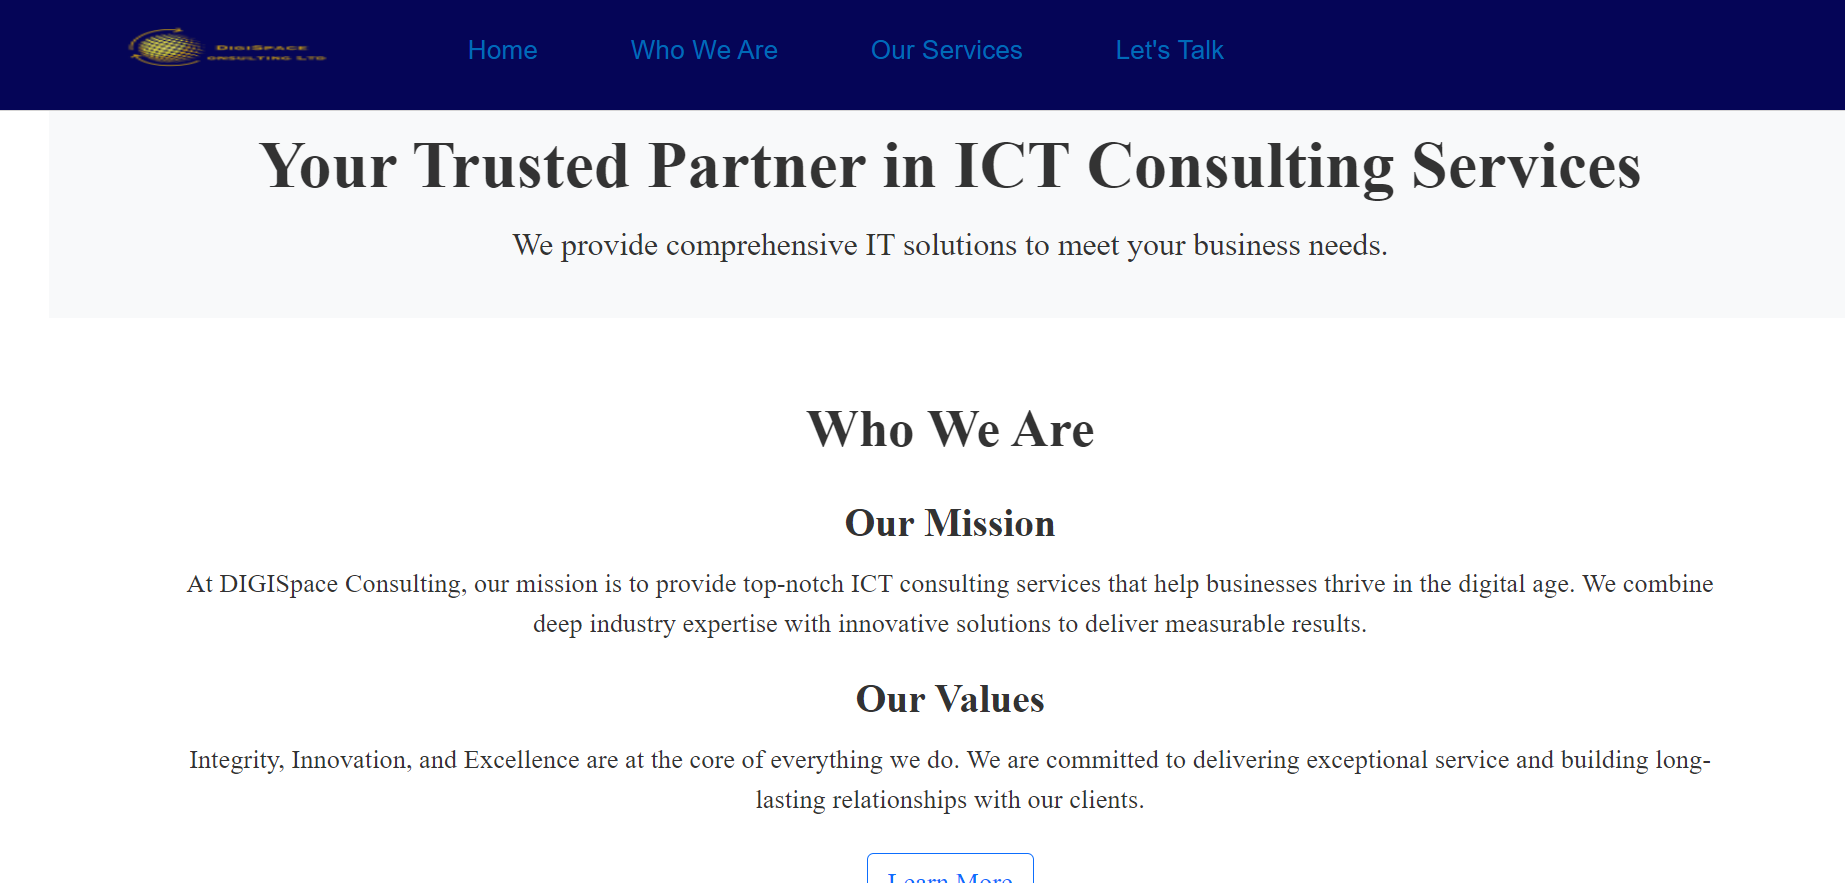 DIGISPACE
ONSULTING LTD
Home Who We Are Our Services Let's Talk
Your Trusted Partner in ICT Consulting Services
We provide comprehensive IT solutions to meet your business needs.
Who We Are
Our Mission
At DIGISpace Consulting, our mission is to provide top-notch ICT consulting services that help businesses thrive in the digital age. We combine
deep industry expertise with innovative solutions to deliver measurable results.
Our Values
Integrity, Innovation, and Excellence are at the core of everything we do. We are committed to delivering exceptional service and building long-
lasting relationships with our clients.
Learn More